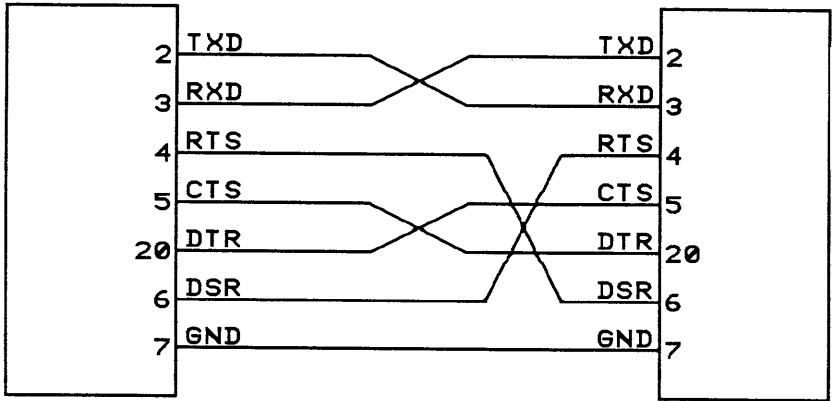 2 TXD TXD 2
3 RXD RXD 3
4 RTS RTS 4
5 CTS CTS 5
20 DTR DTR 20
6 DSR DSR 6
7 GND GND 7